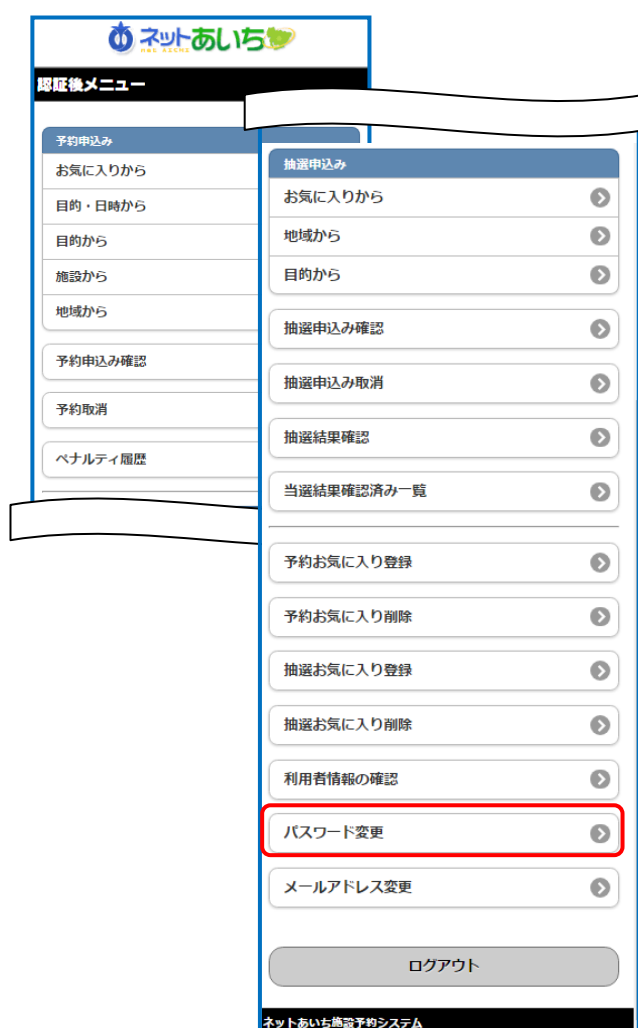 ネットあいち
認証後メニュー
予約申込み
お気に入りから
目的・日時から
目的から
施設から
地域から
予約申込み確認
予約取消
ペナルティ履歴
抽選申込み
お気に入りから
地域から
目的から
抽選申込み確認
抽選申込み取消
抽選結果確認
当選結果確認済み一覧
予約お気に入り登録
予約お気に入り削除
抽選お気に入り登録
抽選お気に入り削除
利用者情報の確認
パスワード変更
メールアドレス変更
ログアウト
ネットあいち施設予約システム